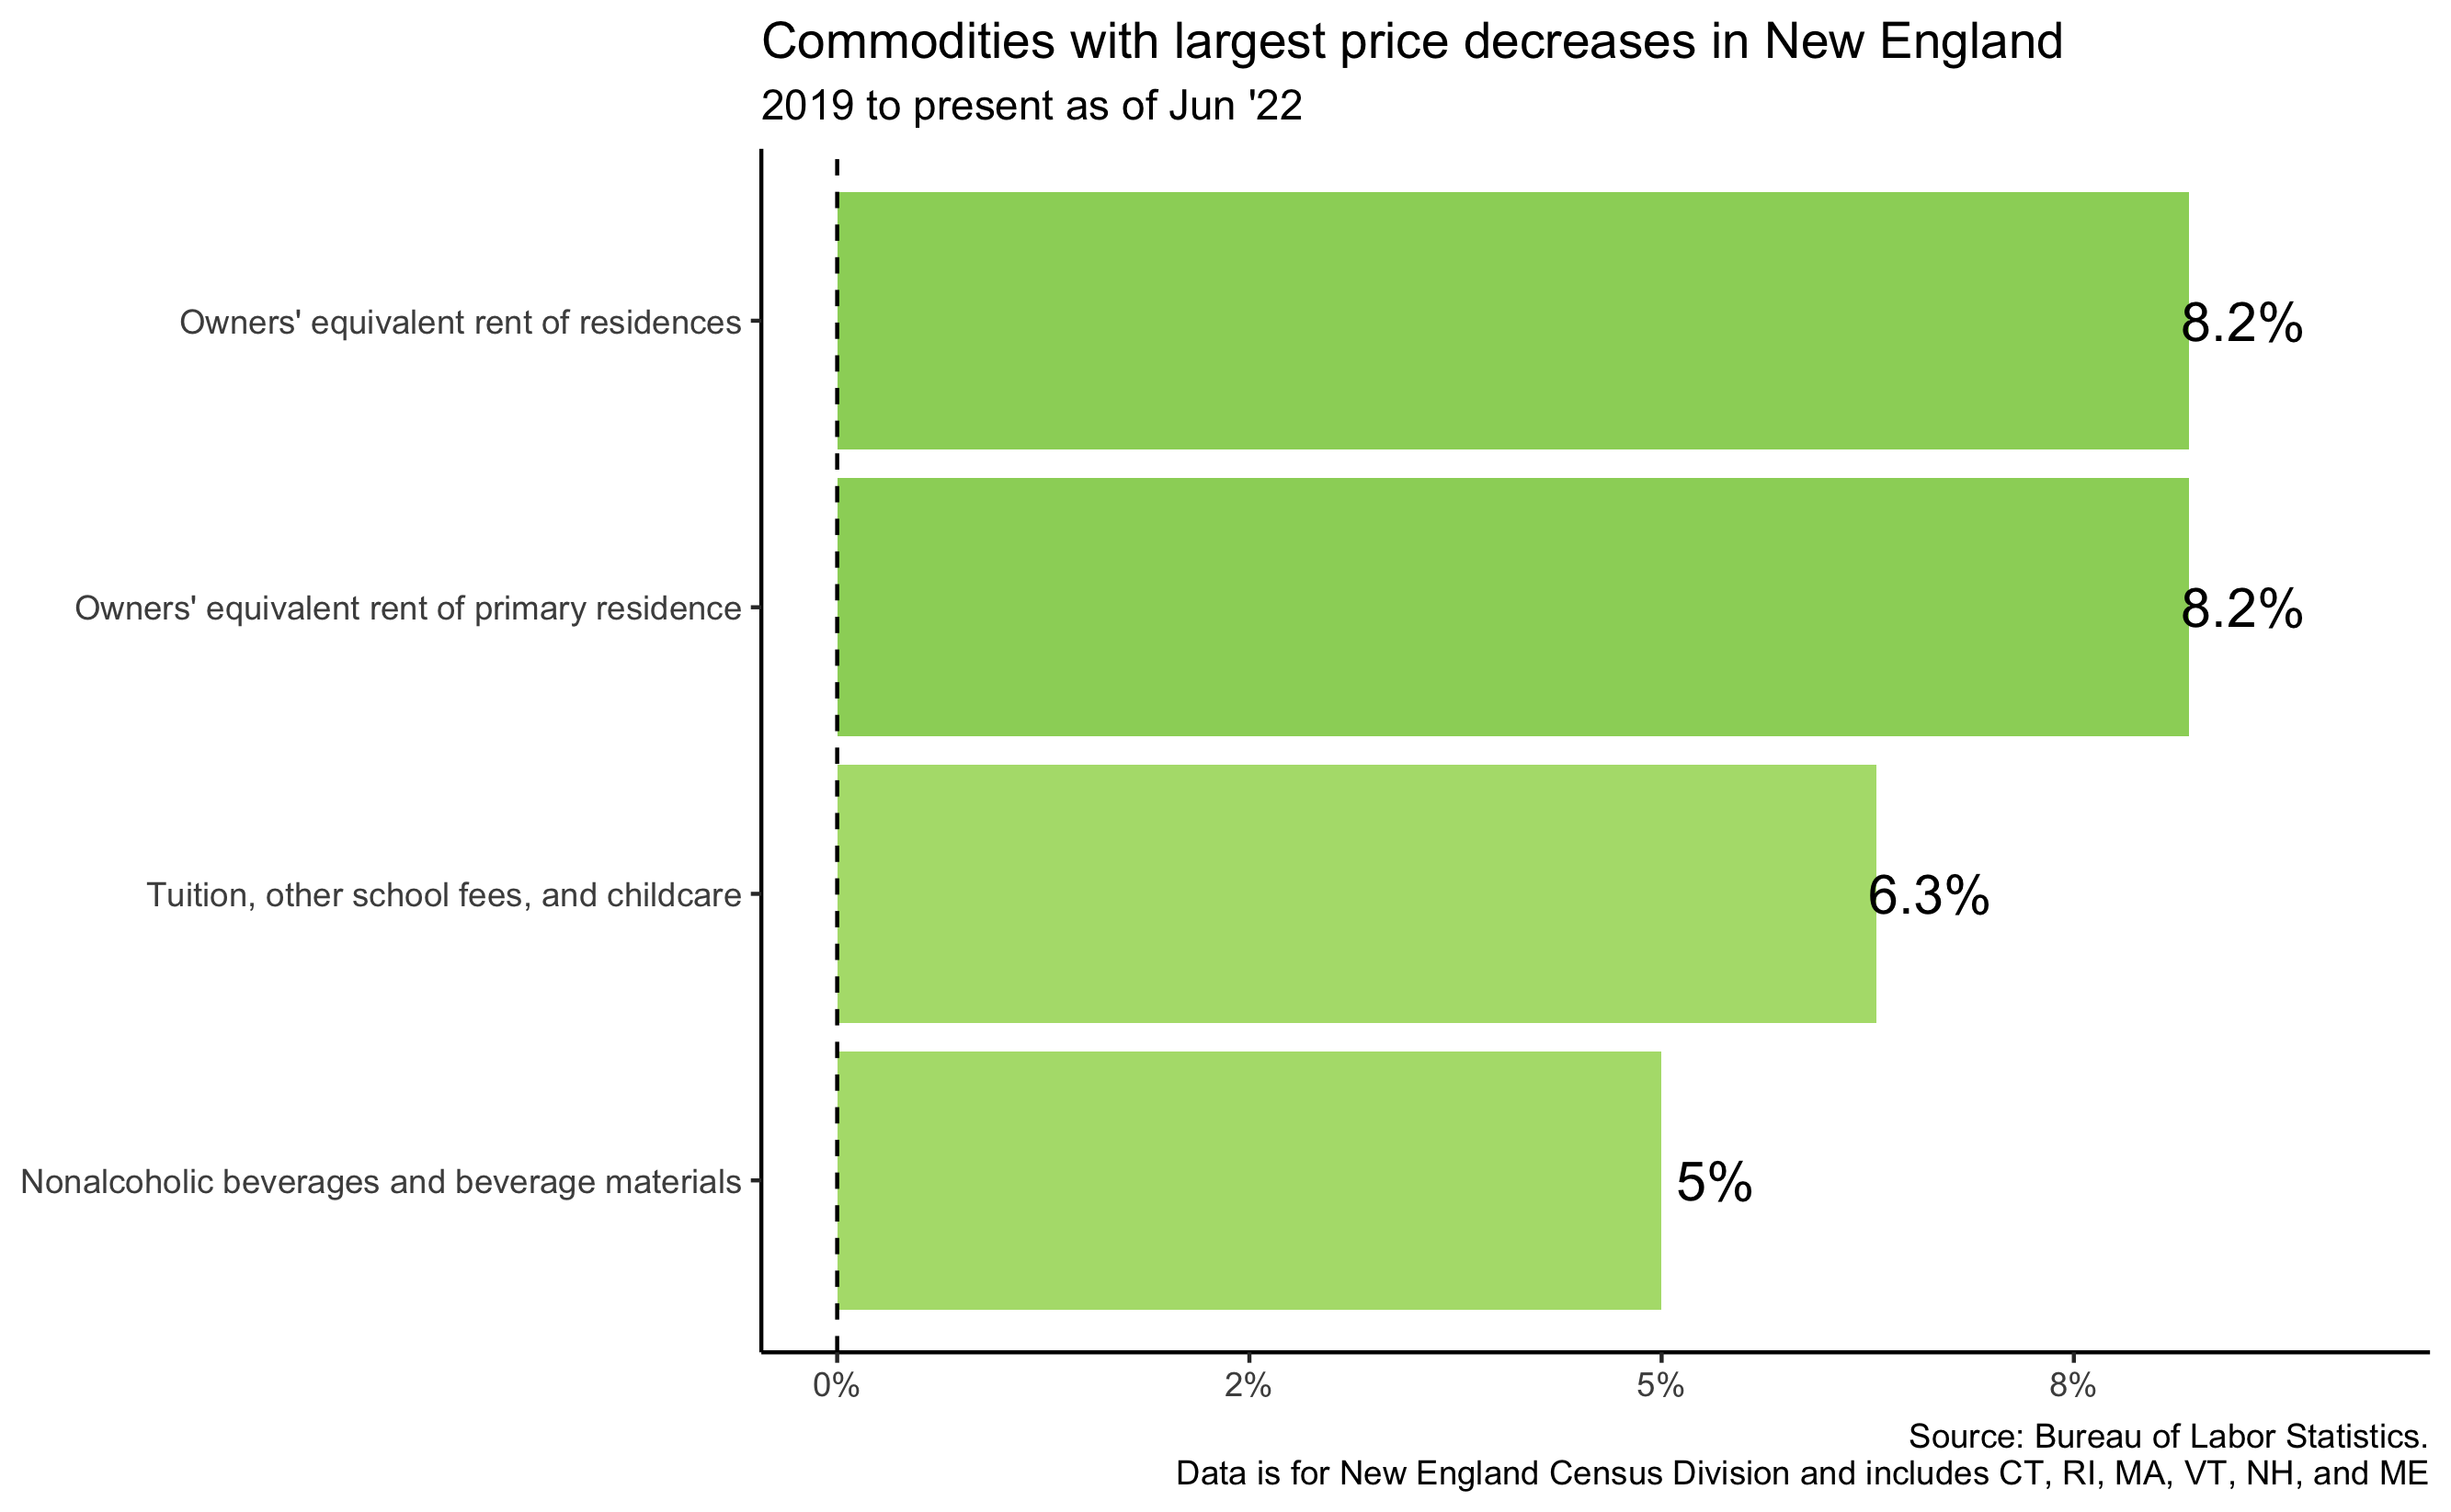 Commodities with largest price decreases in New England
2019 to present as of Jun '22
Owners' equivalent rent of residences
8.2%
Owners' equivalent rent of primary residence
8.2%
Tuition, other school fees, and childcare
6.3%
Nonalcoholic beverages and beverage materials
5%
0%
2%
5%
8%
Source: Bureau of Labor Statistics.
Data is for New England Census Division and includes CT, RI, MA, VT, NH, and ME